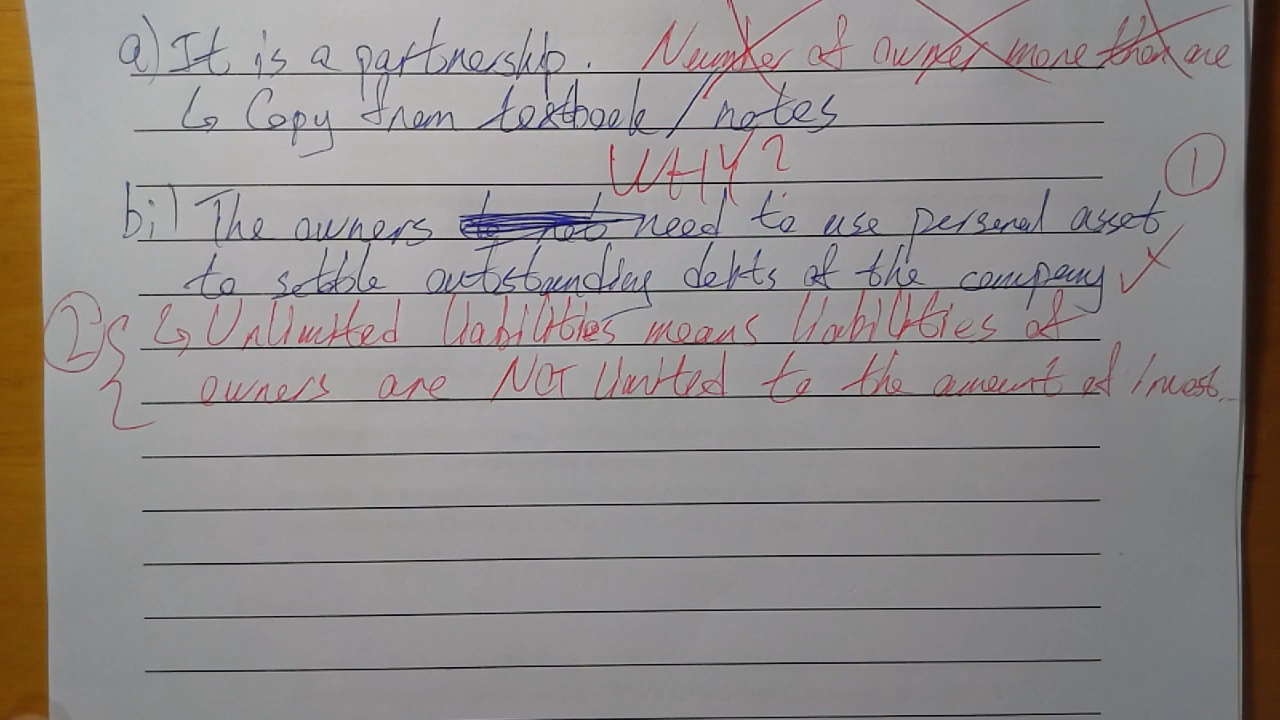 a) It is a partnership. Number of owner more than one
↳ Copy from textbook / notes
WHY?
1
bi) The owners need to use personal asset
to settle outstanding debts of the company ✓
2 ↳ Unlimited liabilities means liabilities of
owners are NOT limited to the amount of invest..